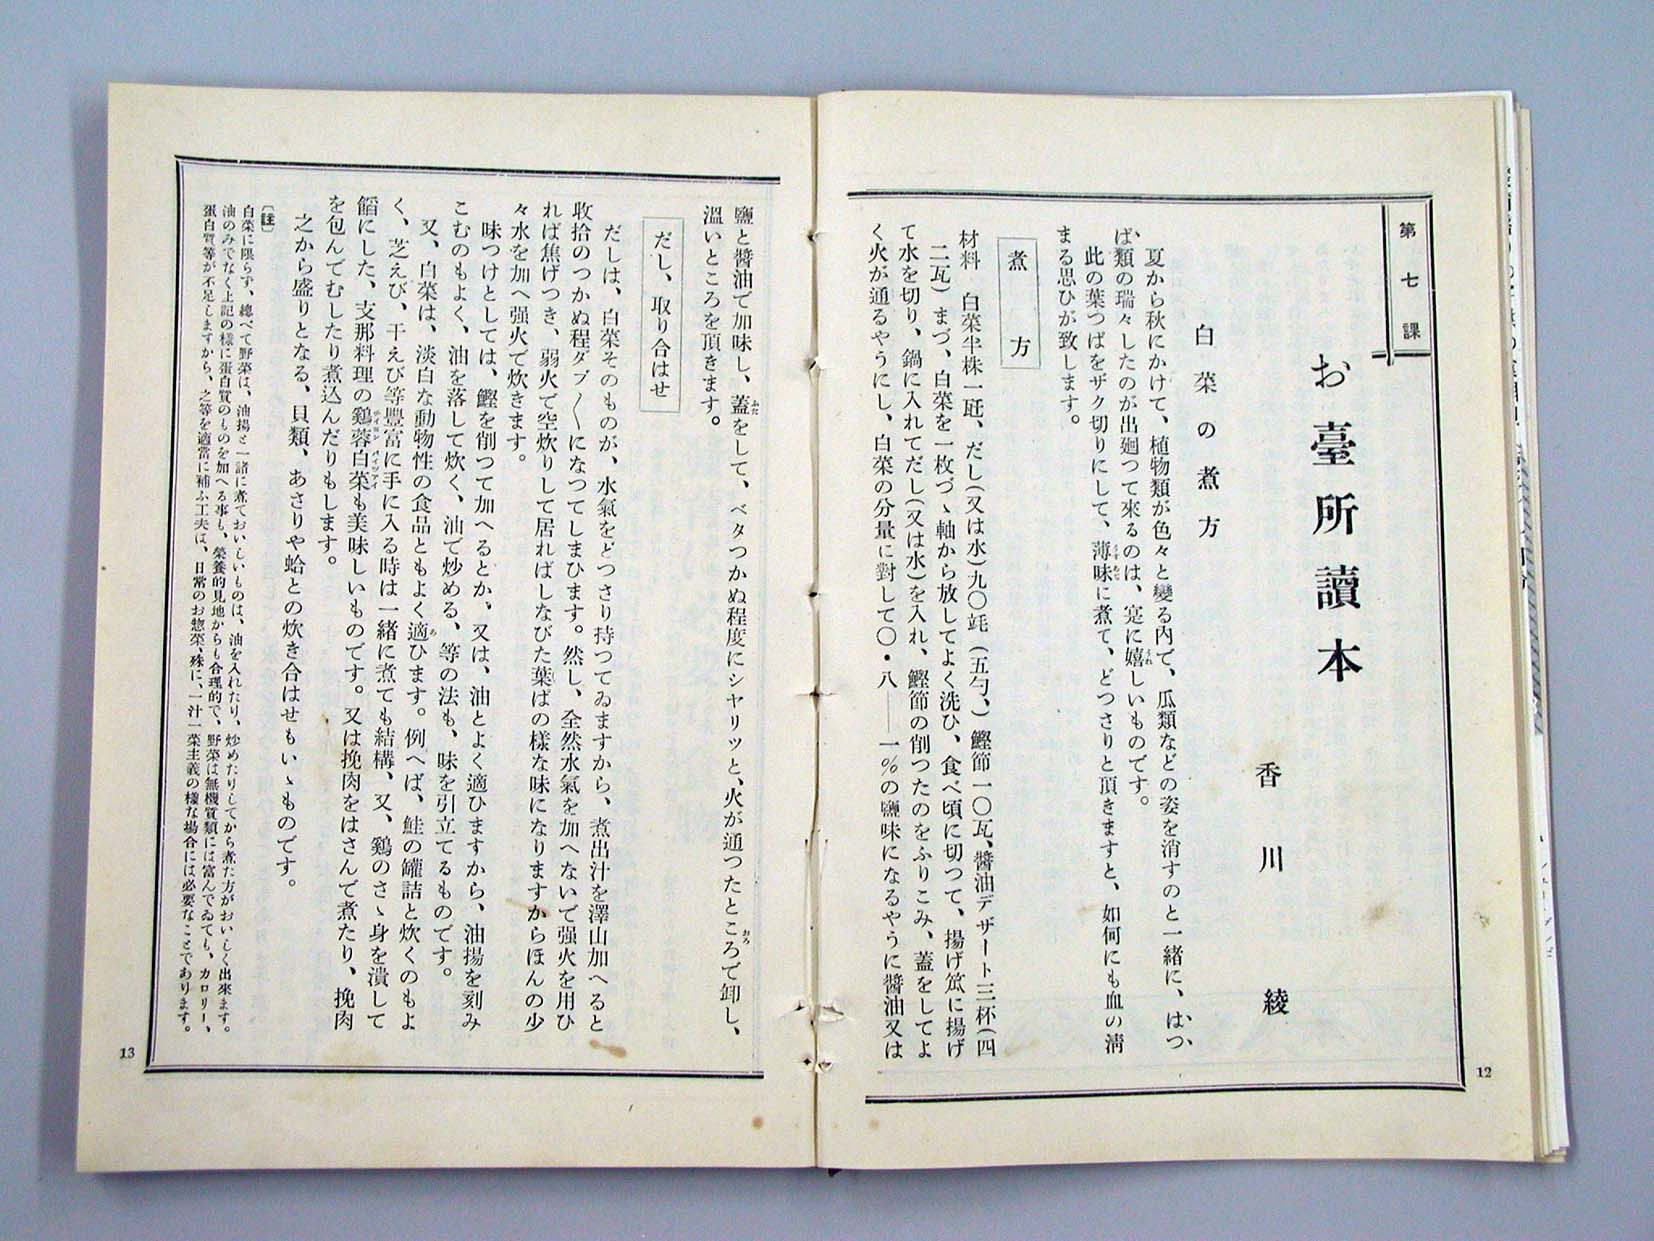 第七課
お臺所讀本
香川綾
白菜の煮方
夏から秋にかけて、植物類が色々と變る內で、瓜類などの姿を消すのと一緖に、はつ
ぱ類の瑞々したのが出廻つて來るのは、寔に嬉しいものです。
此の葉つぱをザク切りにして、薄味に煮て、どつさりと頂きますと、如何にも血の淸
まる思ひが致します。
煮方
材料　白菜半株一瓩、だし(又は水)九〇竓(五勺、)鰹節一〇瓦、醬油デザート三杯(四
二瓦)まづ、白菜を一枚づゝ軸から放してよく洗ひ、食べ頃に切つて、揚げ笊に揚げ
て水を切り、鍋に入れてだし(又は水)を入れ、鰹節の削つたのをふりこみ、蓋をしてよ
く火が通るやうにし、白菜の分量に對して〇・八――一％の鹽味になるやうに醬油又は
12
鹽と醬油で加味し、蓋をして、ベタつかぬ程度にシヤリツと、火が通つたところで卸し、
溫いところを頂きます。
だし、取り合はせ
だしは、白菜そのものが、水氣をどつさり持つてゐますから、煮出汁を澤山加へると
收拾のつかぬ程ダブ〳〵になつてしまひます。然し、全然水氣を加へないで强火を用ひ
れば焦げつき、弱火で空炊りして居ればしなびた葉ばの樣な味になりますからほんの少
々水を加へ强火で炊きます。
味つけとしては、鰹を削つて加へるとか、又は、油とよく適ひますから、油揚を刻み
こむのもよく、油を落して炊く、油で炒める、等の法も、味を引立てるものです。
又、白菜は、淡白な動物性の食品ともよく適ひます。例へば、鮭の罐詰と炊くのもよ
く、芝えび、干えび等豐富に手に入る時は一緖に煮ても結構、又、鷄のさゝ身を潰して
餡にした、支那料理の鷄蓉白菜も美味しいものです。又は挽肉をはさんで煮たり、挽肉
を包んでむしたり煮込んだりもします。
之から盛りとなる、貝類、あさりや蛤との炊き合はせもいゝものです。
〔註〕
白菜に限らず、總べて野菜は、油揚と一諸に煮ておいしいものは、油を入れたり、炒めたりしてから煮た方がおいしく出來ます。
油のみでなく上記の樣に蛋白質のものを加へる事も、榮養的見地からも合理的で、野菜は無機質類には富んでゐても、カロリー、
蛋白質等が不足しますから、之等を適當に補ふ工夫は、日常のお惣菜、殊に、一汁一菜主義の樣な場合には必要なことであります。
13